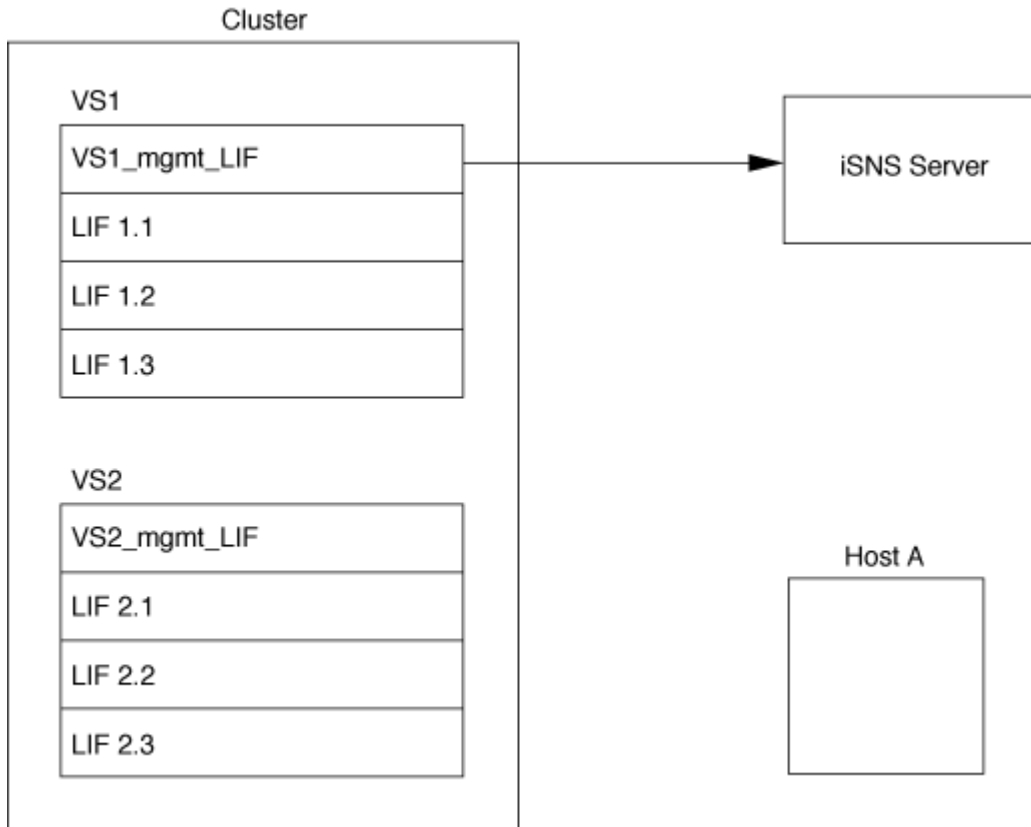 Cluster
VS1
VS1_mgmt_LIF
LIF 1.1
LIF 1.2
LIF 1.3
iSNS Server
VS2
VS2_mgmt_LIF
LIF 2.1
LIF 2.2
LIF 2.3
Host A